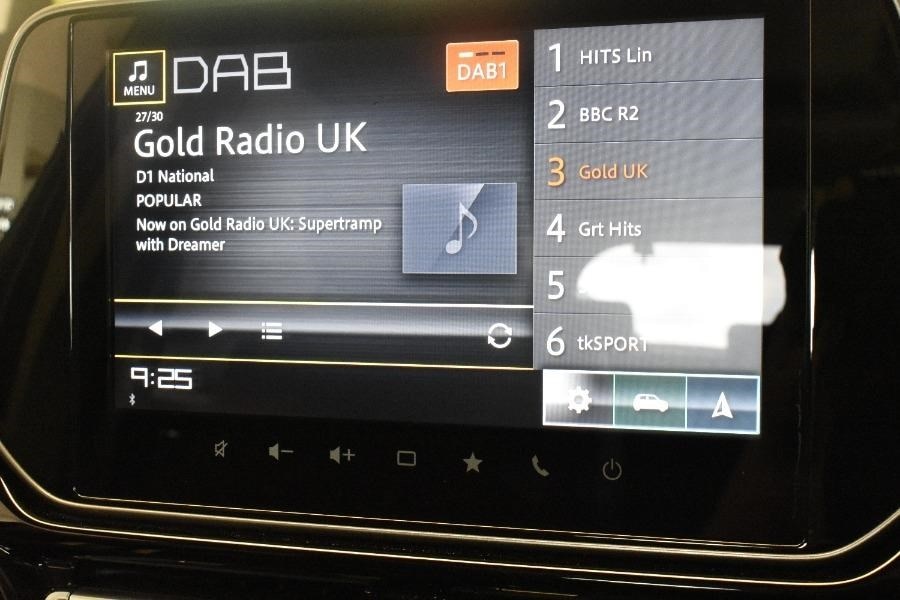 MENU
DAB
DAB1
27/30
Gold Radio UK
D1 National
POPULAR
Now on Gold Radio UK: Supertramp
with Dreamer
1 HITS Lin
2 BBC R2
3 Gold UK
4 Grt Hits
5
6 tkSPORT
9:25